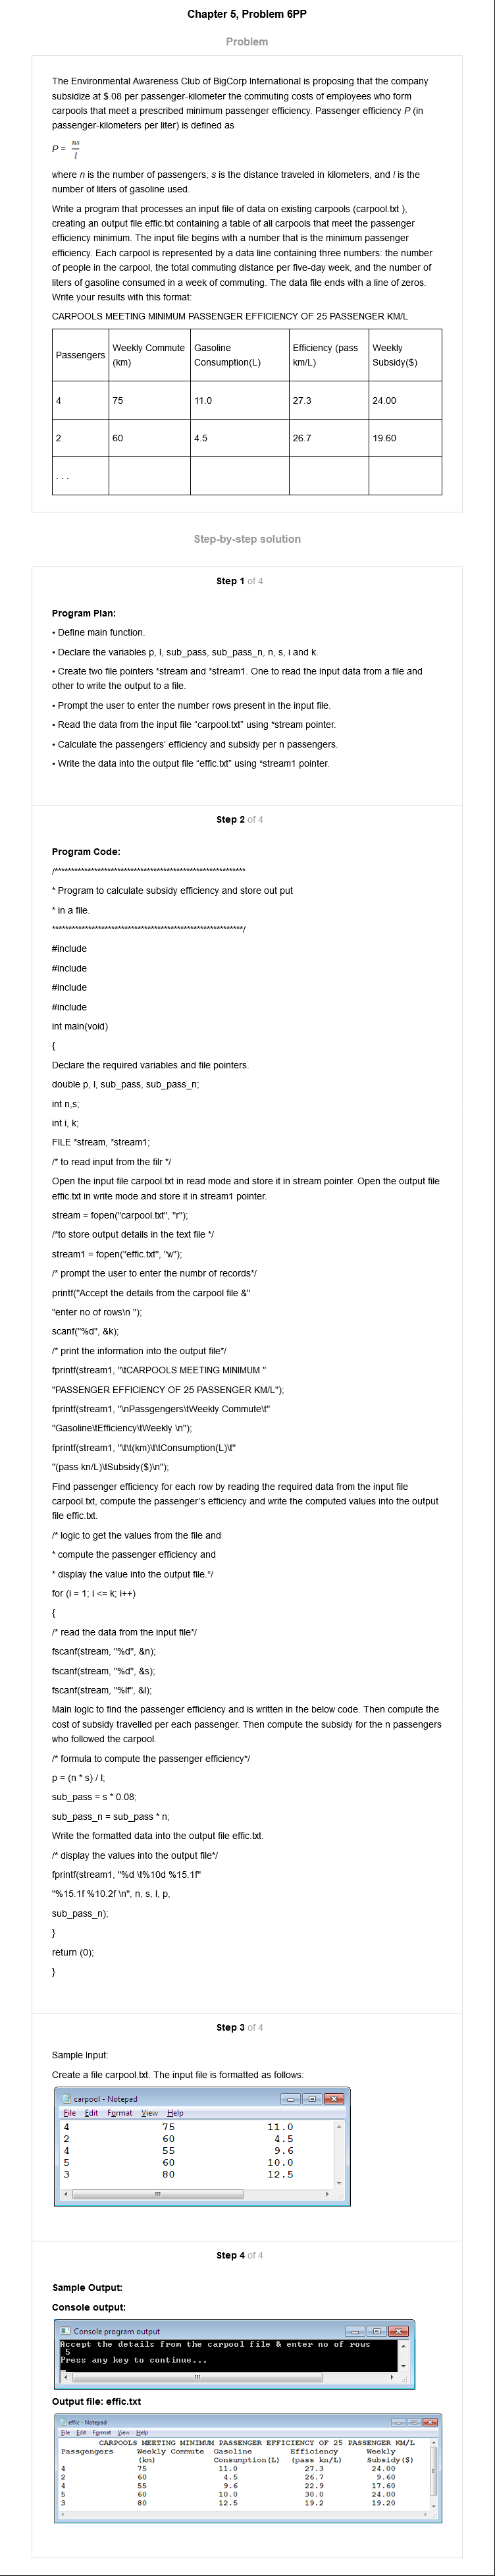 Chapter 5, Problem 6PP
Problem
The Environmental Awareness Club of BigCorp International is proposing that the company
subsidize at $.08 per passenger-kilometer the commuting costs of employees who form
carpools that meet a prescribed minimum passenger efficiency. Passenger efficiency P (in
passenger-kilometers per liter) is defined as
P = ns
l
where n is the number of passengers, s is the distance traveled in kilometers, and l is the
number of liters of gasoline used.
Write a program that processes an input file of data on existing carpools (carpool.txt ),
creating an output file effic.txt containing a table of all carpools that meet the passenger
efficiency minimum. The input file begins with a number that is the minimum passenger
efficiency. Each carpool is represented by a data line containing three numbers: the number
of people in the carpool, the total commuting distance per five-day week, and the number of
liters of gasoline consumed in a week of commuting. The data file ends with a line of zeros.
Write your results with this format:
CARPOOLS MEETING MINIMUM PASSENGER EFFICIENCY OF 25 PASSENGER KM/L
Passengers Weekly Commute (km) Gasoline Consumption(L) Efficiency (pass km/L) Weekly Subsidy($)
4 75 11.0 27.3 24.00
2 60 4.5 26.7 19.60
. . .
Step-by-step solution
Step 1 of 4
Program Plan:
• Define main function.
• Declare the variables p, l, sub_pass, sub_pass_n, n, s, i and k.
• Create two file pointers *stream and *stream1. One to read the input data from a file and
other to write the output to a file.
• Prompt the user to enter the number rows present in the input file.
• Read the data from the input file “carpool.txt” using *stream pointer.
• Calculate the passengers’ efficiency and subsidy per n passengers.
• Write the data into the output file “effic.txt” using *stream1 pointer.
Step 2 of 4
Program Code:
/**********************************************************
* Program to calculate subsidy efficiency and store out put
* in a file.
**********************************************************/
#include
#include
#include
#include
int main(void)
{
Declare the required variables and file pointers.
double p, l, sub_pass, sub_pass_n;
int n,s;
int i, k;
FILE *stream, *stream1;
/* to read input from the filr */
Open the input file carpool.txt in read mode and store it in stream pointer. Open the output file
effic.txt in write mode and store it in stream1 pointer.
stream = fopen("carpool.txt", "r");
/*to store output details in the text file */
stream1 = fopen("effic.txt", "w");
/* prompt the user to enter the numbr of records*/
printf("Accept the details from the carpool file &"
"enter no of rows\n ");
scanf("%d", &k);
/* print the information into the output file*/
fprintf(stream1, "\tCARPOOLS MEETING MINIMUM "
"PASSENGER EFFICIENCY OF 25 PASSENGER KM/L");
fprintf(stream1, "\nPassgengers\tWeekly Commute\t"
"Gasoline\tEfficiency\tWeekly \n");
fprintf(stream1, "\t\t(km)\t\tConsumption(L)\t"
"(pass kn/L)\tSubsidy($)\n");
Find passenger efficiency for each row by reading the required data from the input file
carpool.txt, compute the passenger’s efficiency and write the computed values into the output
file effic.txt.
/* logic to get the values from the file and
* compute the passenger efficiency and
* display the value into the output file.*/
for (i = 1; i <= k; i++)
{
/* read the data from the input file*/
fscanf(stream, "%d", &n);
fscanf(stream, "%d", &s);
fscanf(stream, "%lf", &l);
Main logic to find the passenger efficiency and is written in the below code. Then compute the
cost of subsidy travelled per each passenger. Then compute the subsidy for the n passengers
who followed the carpool.
/* formula to compute the passenger efficiency*/
p = (n * s) / l;
sub_pass = s * 0.08;
sub_pass_n = sub_pass * n;
Write the formatted data into the output file effic.txt.
/* display the values into the output file*/
fprintf(stream1, "%d \t%10d %15.1f"
"%15.1f %10.2f \n", n, s, l, p,
sub_pass_n);
}
return (0);
}
Step 3 of 4
Sample Input:
Create a file carpool.txt. The input file is formatted as follows:
carpool - Notepad
File Edit Format View Help
4 75 11.0
2 60 4.5
4 55 9.6
5 60 10.0
3 80 12.5
Step 4 of 4
Sample Output:
Console output:
Console program output
Accept the details from the carpool file & enter no of rows
5
Press any key to continue...
Output file: effic.txt
effic - Notepad
File Edit Format View Help
CARPOOLS MEETING MINIMUM PASSENGER EFFICIENCY OF 25 PASSENGER KM/L
Passgengers Weekly Commute Gasoline Efficiency Weekly
(km) Consumption(L) (pass kn/L) Subsidy($)
4 75 11.0 27.3 24.00
2 60 4.5 26.7 9.60
4 55 9.6 22.9 17.60
5 60 10.0 30.0 24.00
3 80 12.5 19.2 19.20